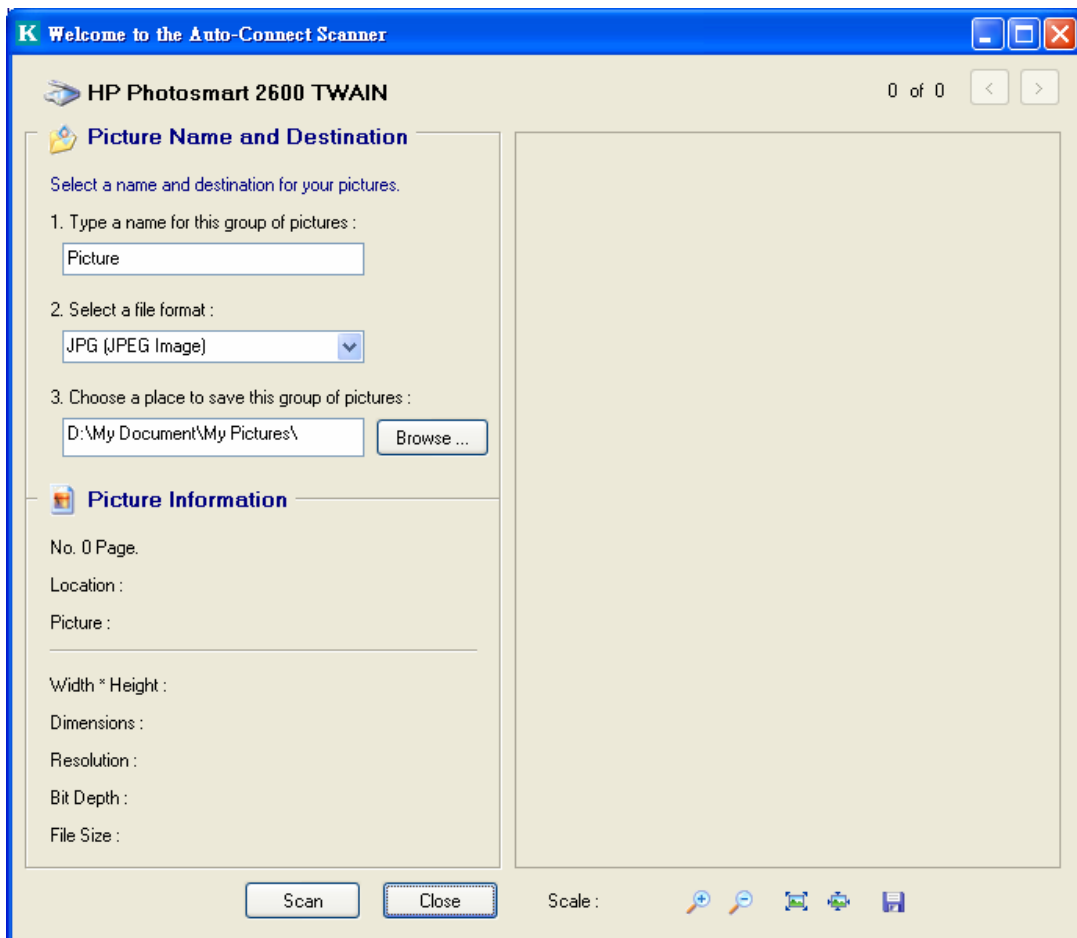 K Welcome to the Auto-Connect Scanner
HP Photosmart 2600 TWAIN
0 of 0
< >
Picture Name and Destination
Select a name and destination for your pictures.
1. Type a name for this group of pictures :
Picture
2. Select a file format :
JPG (JPEG Image)
3. Choose a place to save this group of pictures :
D:\My Document\My Pictures\
Browse ...
Picture Information
No. 0 Page.
Location :
Picture :
Width * Height :
Dimensions :
Resolution :
Bit Depth :
File Size :
Scan
Close
Scale :